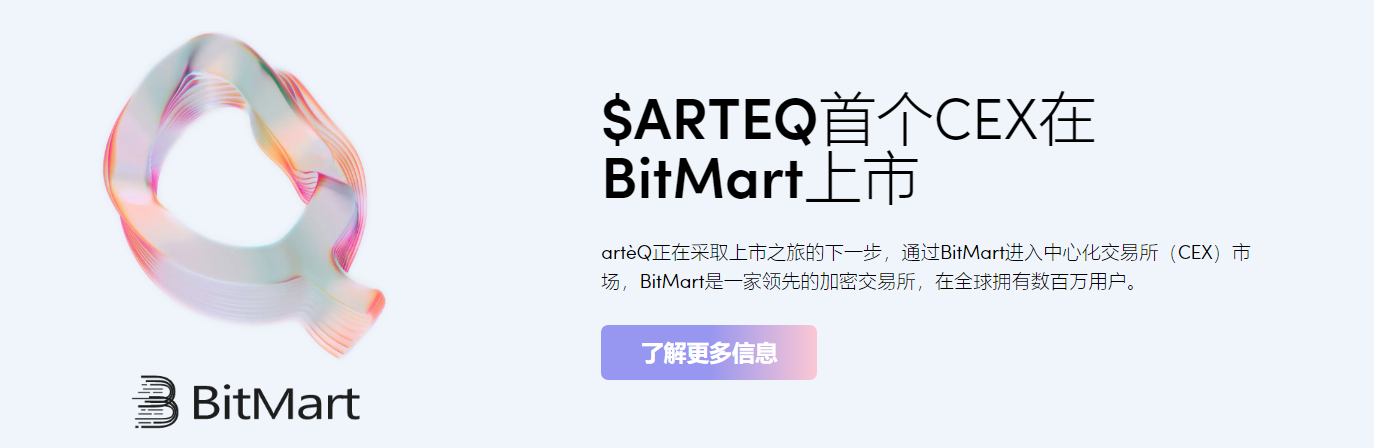 $ARTEQ首个CEX在
BitMart上市
artèQ正在采取上市之旅的下一步，通过BitMart进入中心化交易所（CEX）市
场，BitMart是一家领先的加密交易所，在全球拥有数百万用户。
了解更多信息
BitMart